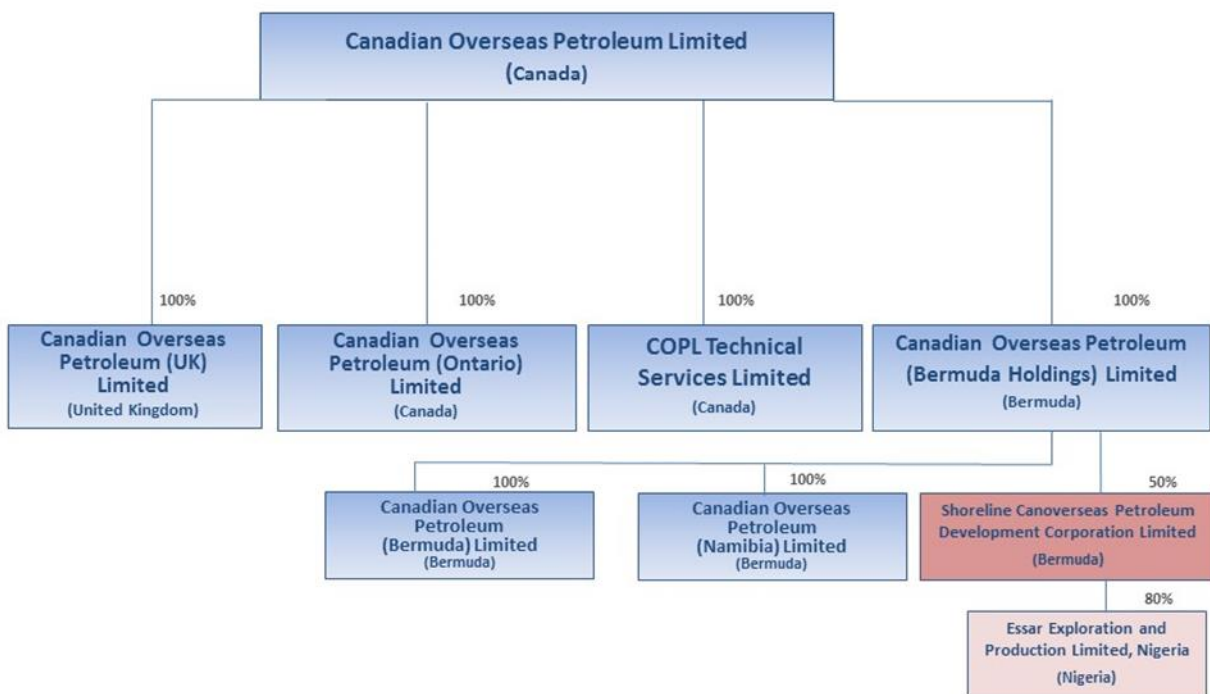 Canadian Overseas Petroleum Limited
(Canada)
100%
100%
100%
100%
Canadian Overseas
Petroleum (UK)
Limited
(United Kingdom)
Canadian Overseas
Petroleum (Ontario)
Limited
(Canada)
COPL Technical
Services Limited
(Canada)
Canadian Overseas Petroleum
(Bermuda Holdings) Limited
(Bermuda)
100%
100%
50%
Canadian Overseas
Petroleum
(Bermuda) Limited
(Bermuda)
Canadian Overseas
Petroleum
(Namibia) Limited
(Bermuda)
Shoreline Canoverseas Petroleum
Development Corporation Limited
(Bermuda)
80%
Essar Exploration and
Production Limited, Nigeria
(Nigeria)